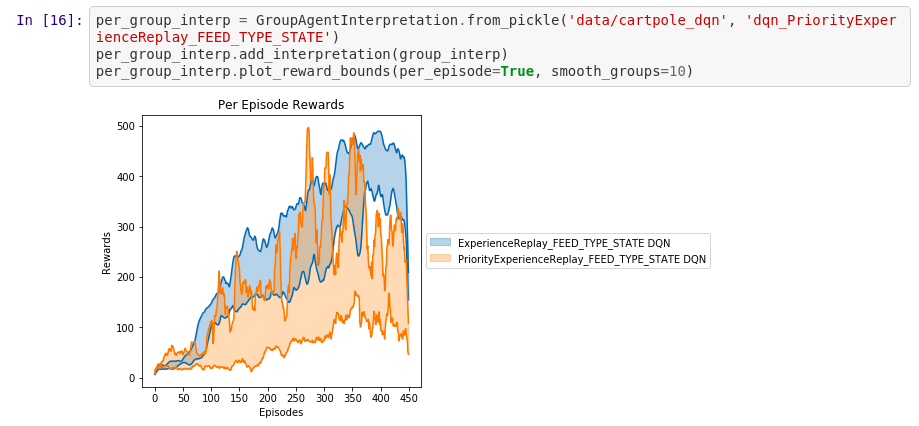 In [16]: per_group_interp = GroupAgentInterpretation.from_pickle('data/cartpole_dqn', 'dqn_PriorityExper
ienceReplay_FEED_TYPE_STATE')
per_group_interp.add_interpretation(group_interp)
per_group_interp.plot_reward_bounds(per_episode=True, smooth_groups=10)
Per Episode Rewards
500
400
300
200
100
0
Rewards
0 50 100 150 200 250 300 350 400 450
Episodes
ExperienceReplay_FEED_TYPE_STATE DQN
PriorityExperienceReplay_FEED_TYPE_STATE DQN